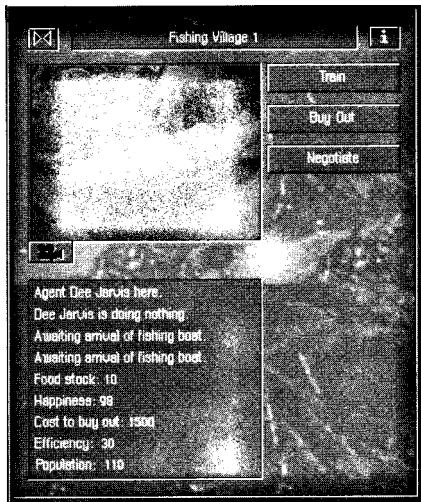 Fishing Village 1
i
Train
Buy Out
Negotiate
Agent Dee Jarvis here.
Dee Jarvis is doing nothing
Awaiting arrival of fishing boat.
Awaiting arrival of fishing boat.
Food stock: 10
Happiness: 98
Cost to buy out: 1500
Efficiency: 30
Population: 110